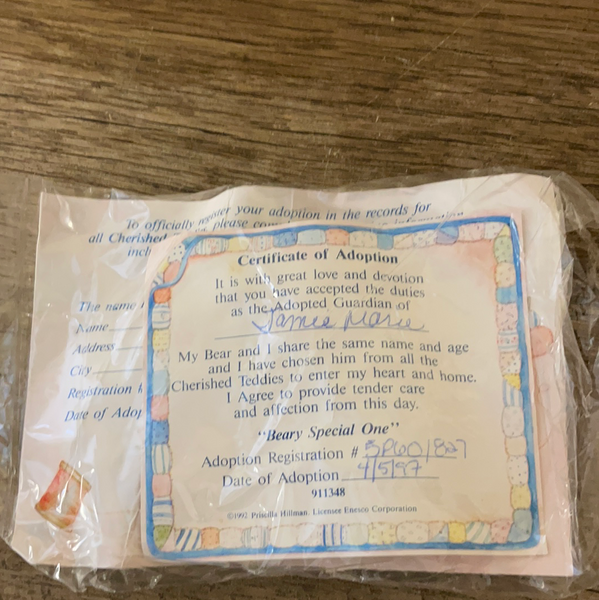 To officially register your adoption in the records for
all Cherished please
incl
The name
Name
Address
City
Registration #
Date of Adop
Certificate of Adoption
It is with great love and devotion
that you have accepted the duties
as the Adopted Guardian of
James Marie
My Bear and I share the same name and age
and I have chosen him from all the
Cherished Teddies to enter my heart and home.
I Agree to provide tender care
and affection from this day.
"Beary Special One"
Adoption Registration #
Date of Adoption 4/5/97
911348
©1992 Priscilla Hillman. Licensee Enesco Corporation